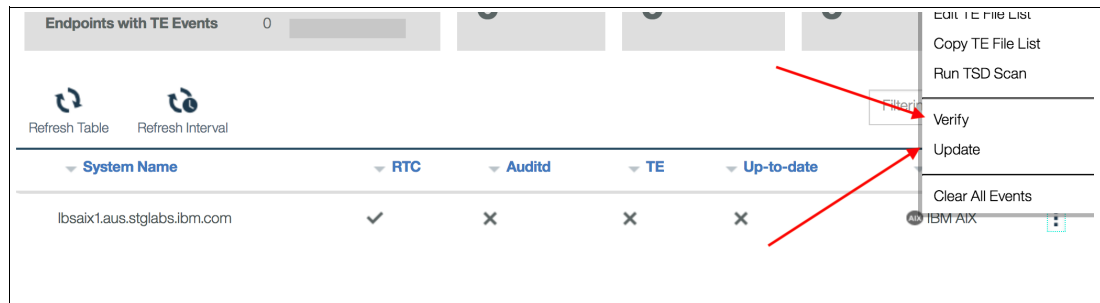 Endpoints with TE Events 0
Edit TE File List
Copy TE File List
Run TSD Scan
Refresh Table Refresh Interval
Verify
Update
System Name RTC Auditd TE Up-to-date
Clear All Events
lbsaix1.aus.stglabs.ibm.com AIX IBM AIX